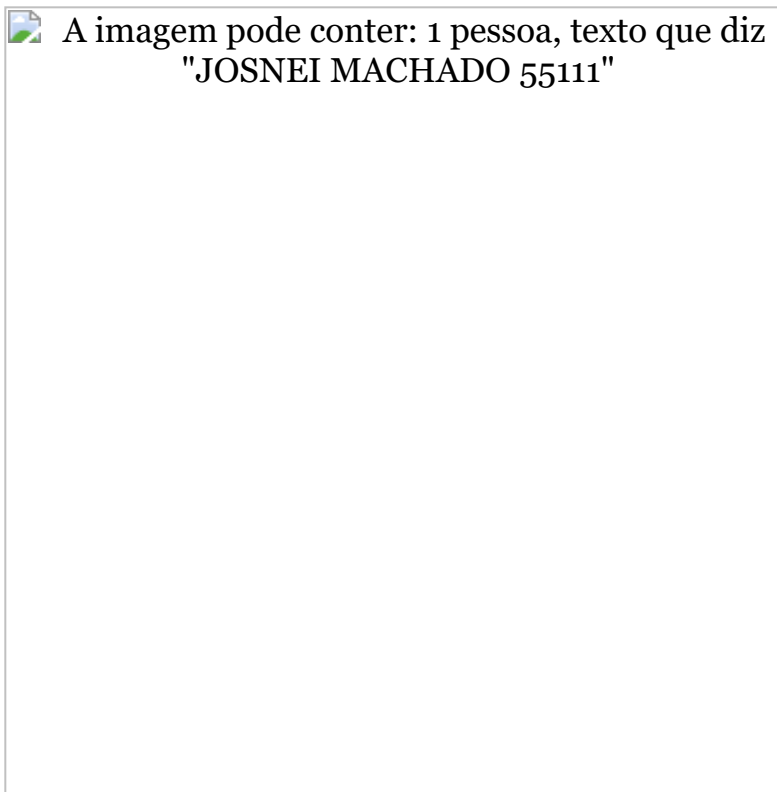 A imagem pode conter: 1 pessoa, texto que diz
"JOSNEI MACHADO 55111"